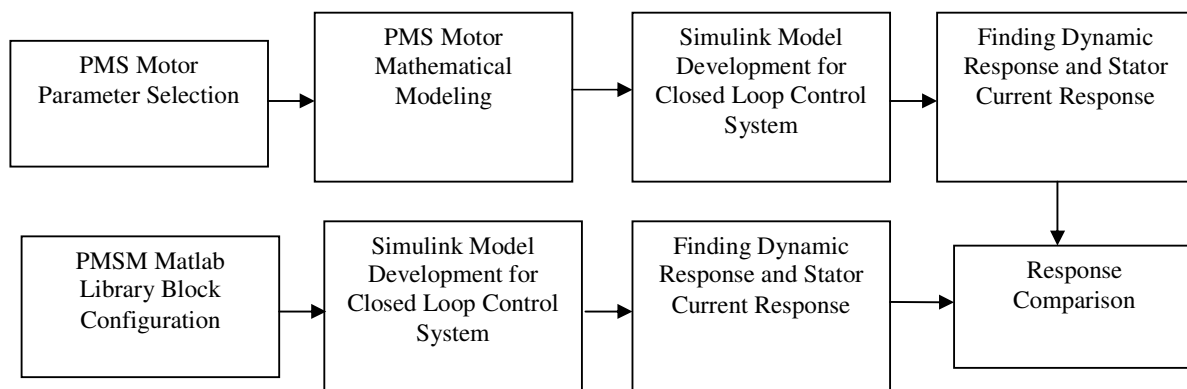 PMS Motor
Parameter Selection
PMS Motor
Mathematical
Modeling
Simulink Model
Development for
Closed Loop Control
System
Finding Dynamic
Response and Stator
Current Response
PMSM Matlab
Library Block
Configuration
Simulink Model
Development for
Closed Loop Control
System
Finding Dynamic
Response and Stator
Current Response
Response
Comparison